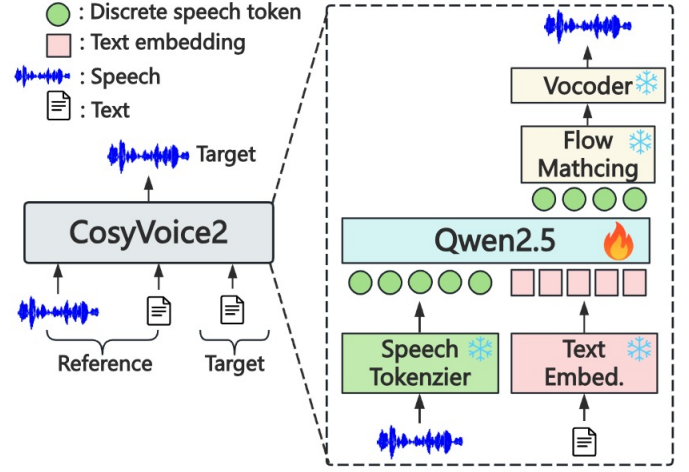 : Discrete speech token
: Text embedding
: Speech
: Text
Target
CosyVoice2
Reference
Target
Vocoder
Flow
Mathcing
Qwen2.5
Speech
Tokenzier
Text
Embed.